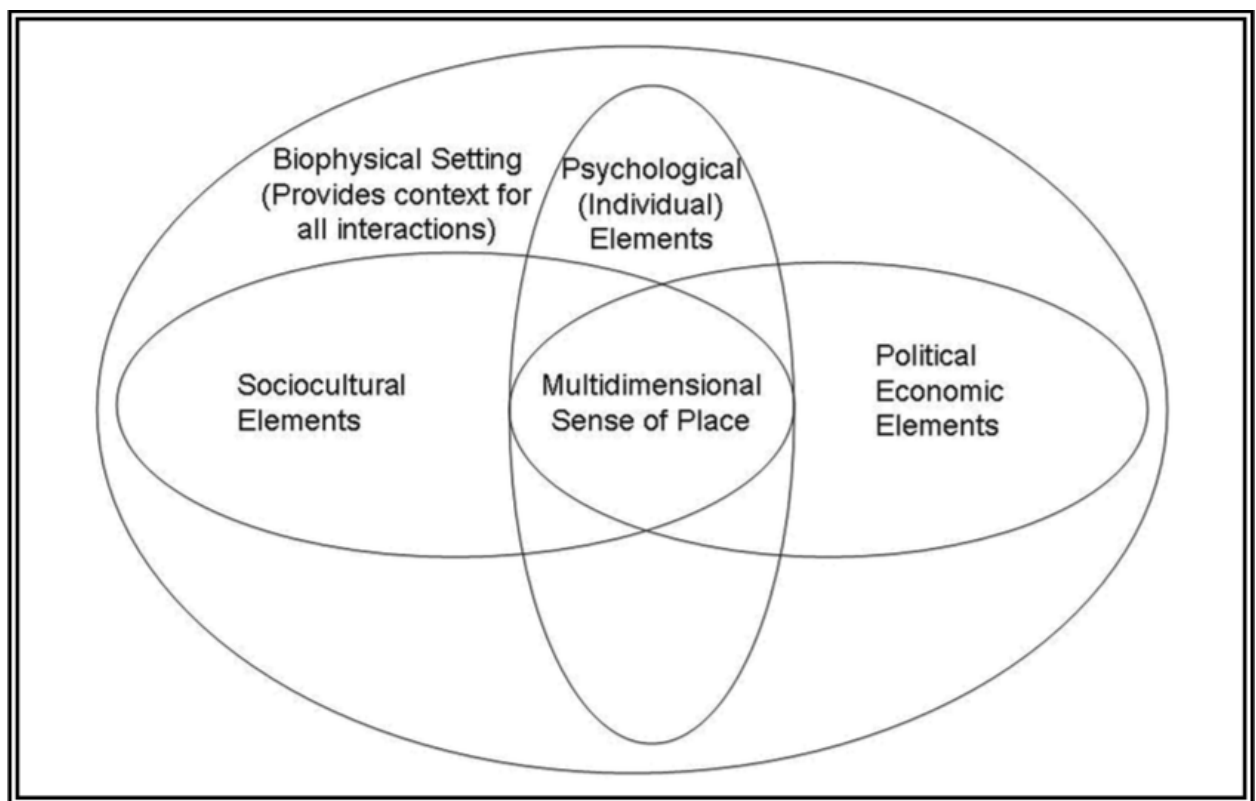 Biophysical Setting
(Provides context for
all interactions)
Psychological
(Individual)
Elements
Sociocultural
Elements
Multidimensional
Sense of Place
Political
Economic
Elements